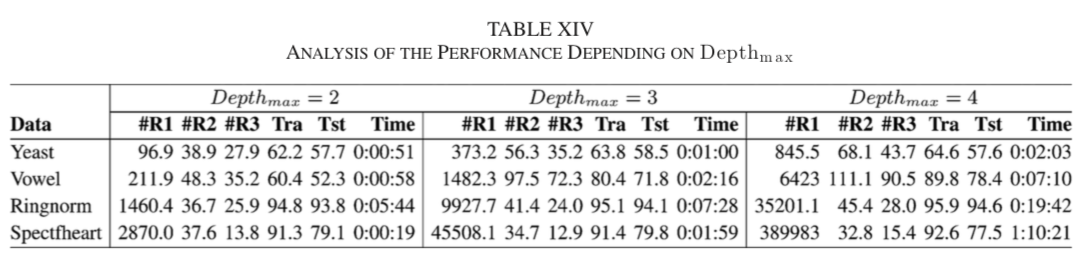 TABLE XIV
ANALYSIS OF THE PERFORMANCE DEPENDING ON Depth_max
Depth_max = 2 Depth_max = 3 Depth_max = 4
Data #R1 #R2 #R3 Tra Tst Time #R1 #R2 #R3 Tra Tst Time #R1 #R2 #R3 Tra Tst Time
Yeast 96.9 38.9 27.9 62.2 57.7 0:00:51 373.2 56.3 35.2 63.8 58.5 0:01:00 845.5 68.1 43.7 64.6 57.6 0:02:03
Vowel 211.9 48.3 35.2 60.4 52.3 0:00:58 1482.3 97.5 72.3 80.4 71.8 0:02:16 6423 111.1 90.5 89.8 78.4 0:07:10
Ringnorm 1460.4 36.7 25.9 94.8 93.8 0:05:44 9927.7 41.4 24.0 95.1 94.1 0:07:28 35201.1 45.4 28.0 95.9 94.6 0:19:42
Spectfheart 2870.0 37.6 13.8 91.3 79.1 0:00:19 45508.1 34.7 12.9 91.4 79.8 0:01:59 389983 32.8 15.4 92.6 77.5 1:10:21